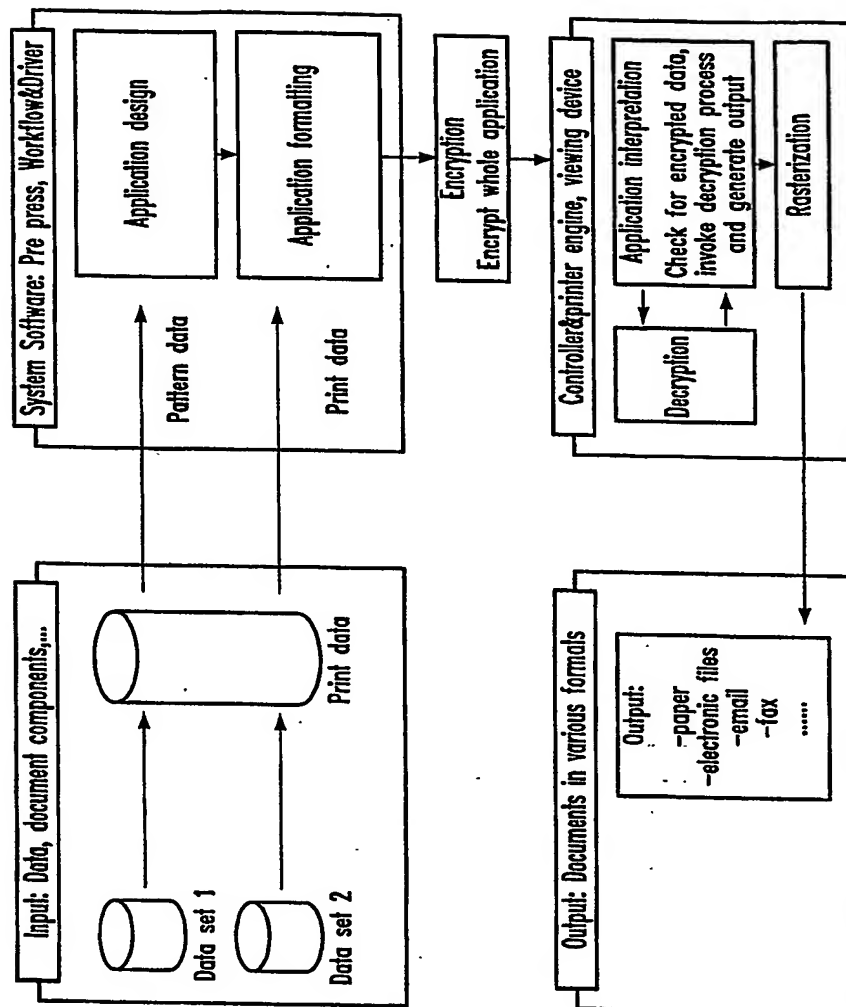 Input: Data, document components,...
Data set 1
Data set 2
Print data
System Software: Pre press, Workflow&Driver
Pattern data
Print data
Application design
Application formatting
Encryption
Encrypt whole application
Controller&printer engine, viewing device
Decryption
Application interpretation
Check for encrypted data,
invoke decryption process
and generate output
Rasterization
Output: Documents in various formats
Output:
-paper
-electronic files
-email
-fax
......